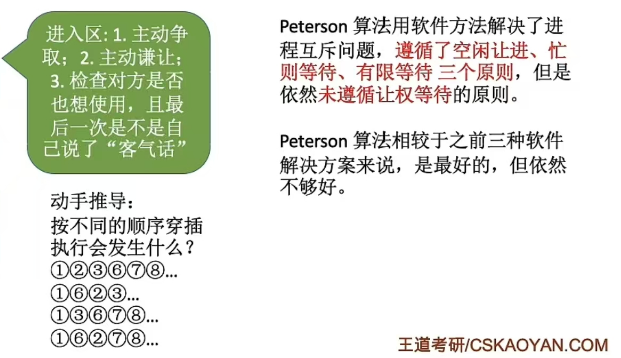 进入区: 1. 主动争
取；2. 主动谦让；
3. 检查对方是否
也想使用，且最
后一次是不是自
己说了“客气话”
动手推导：
按不同的顺序穿插
执行会发生什么？
①②③⑥⑦⑧...
①⑥②③...
①③⑥⑦⑧...
①⑥②⑦⑧...
Peterson 算法用软件方法解决了进
程互斥问题，遵循了空闲让进、忙
则等待、有限等待 三个原则，但是
依然未遵循让权等待的原则。
Peterson 算法相较于之前三种软件
解决方案来说，是最好的，但依然
不够好。
王道考研/CSKAOYAN.COM